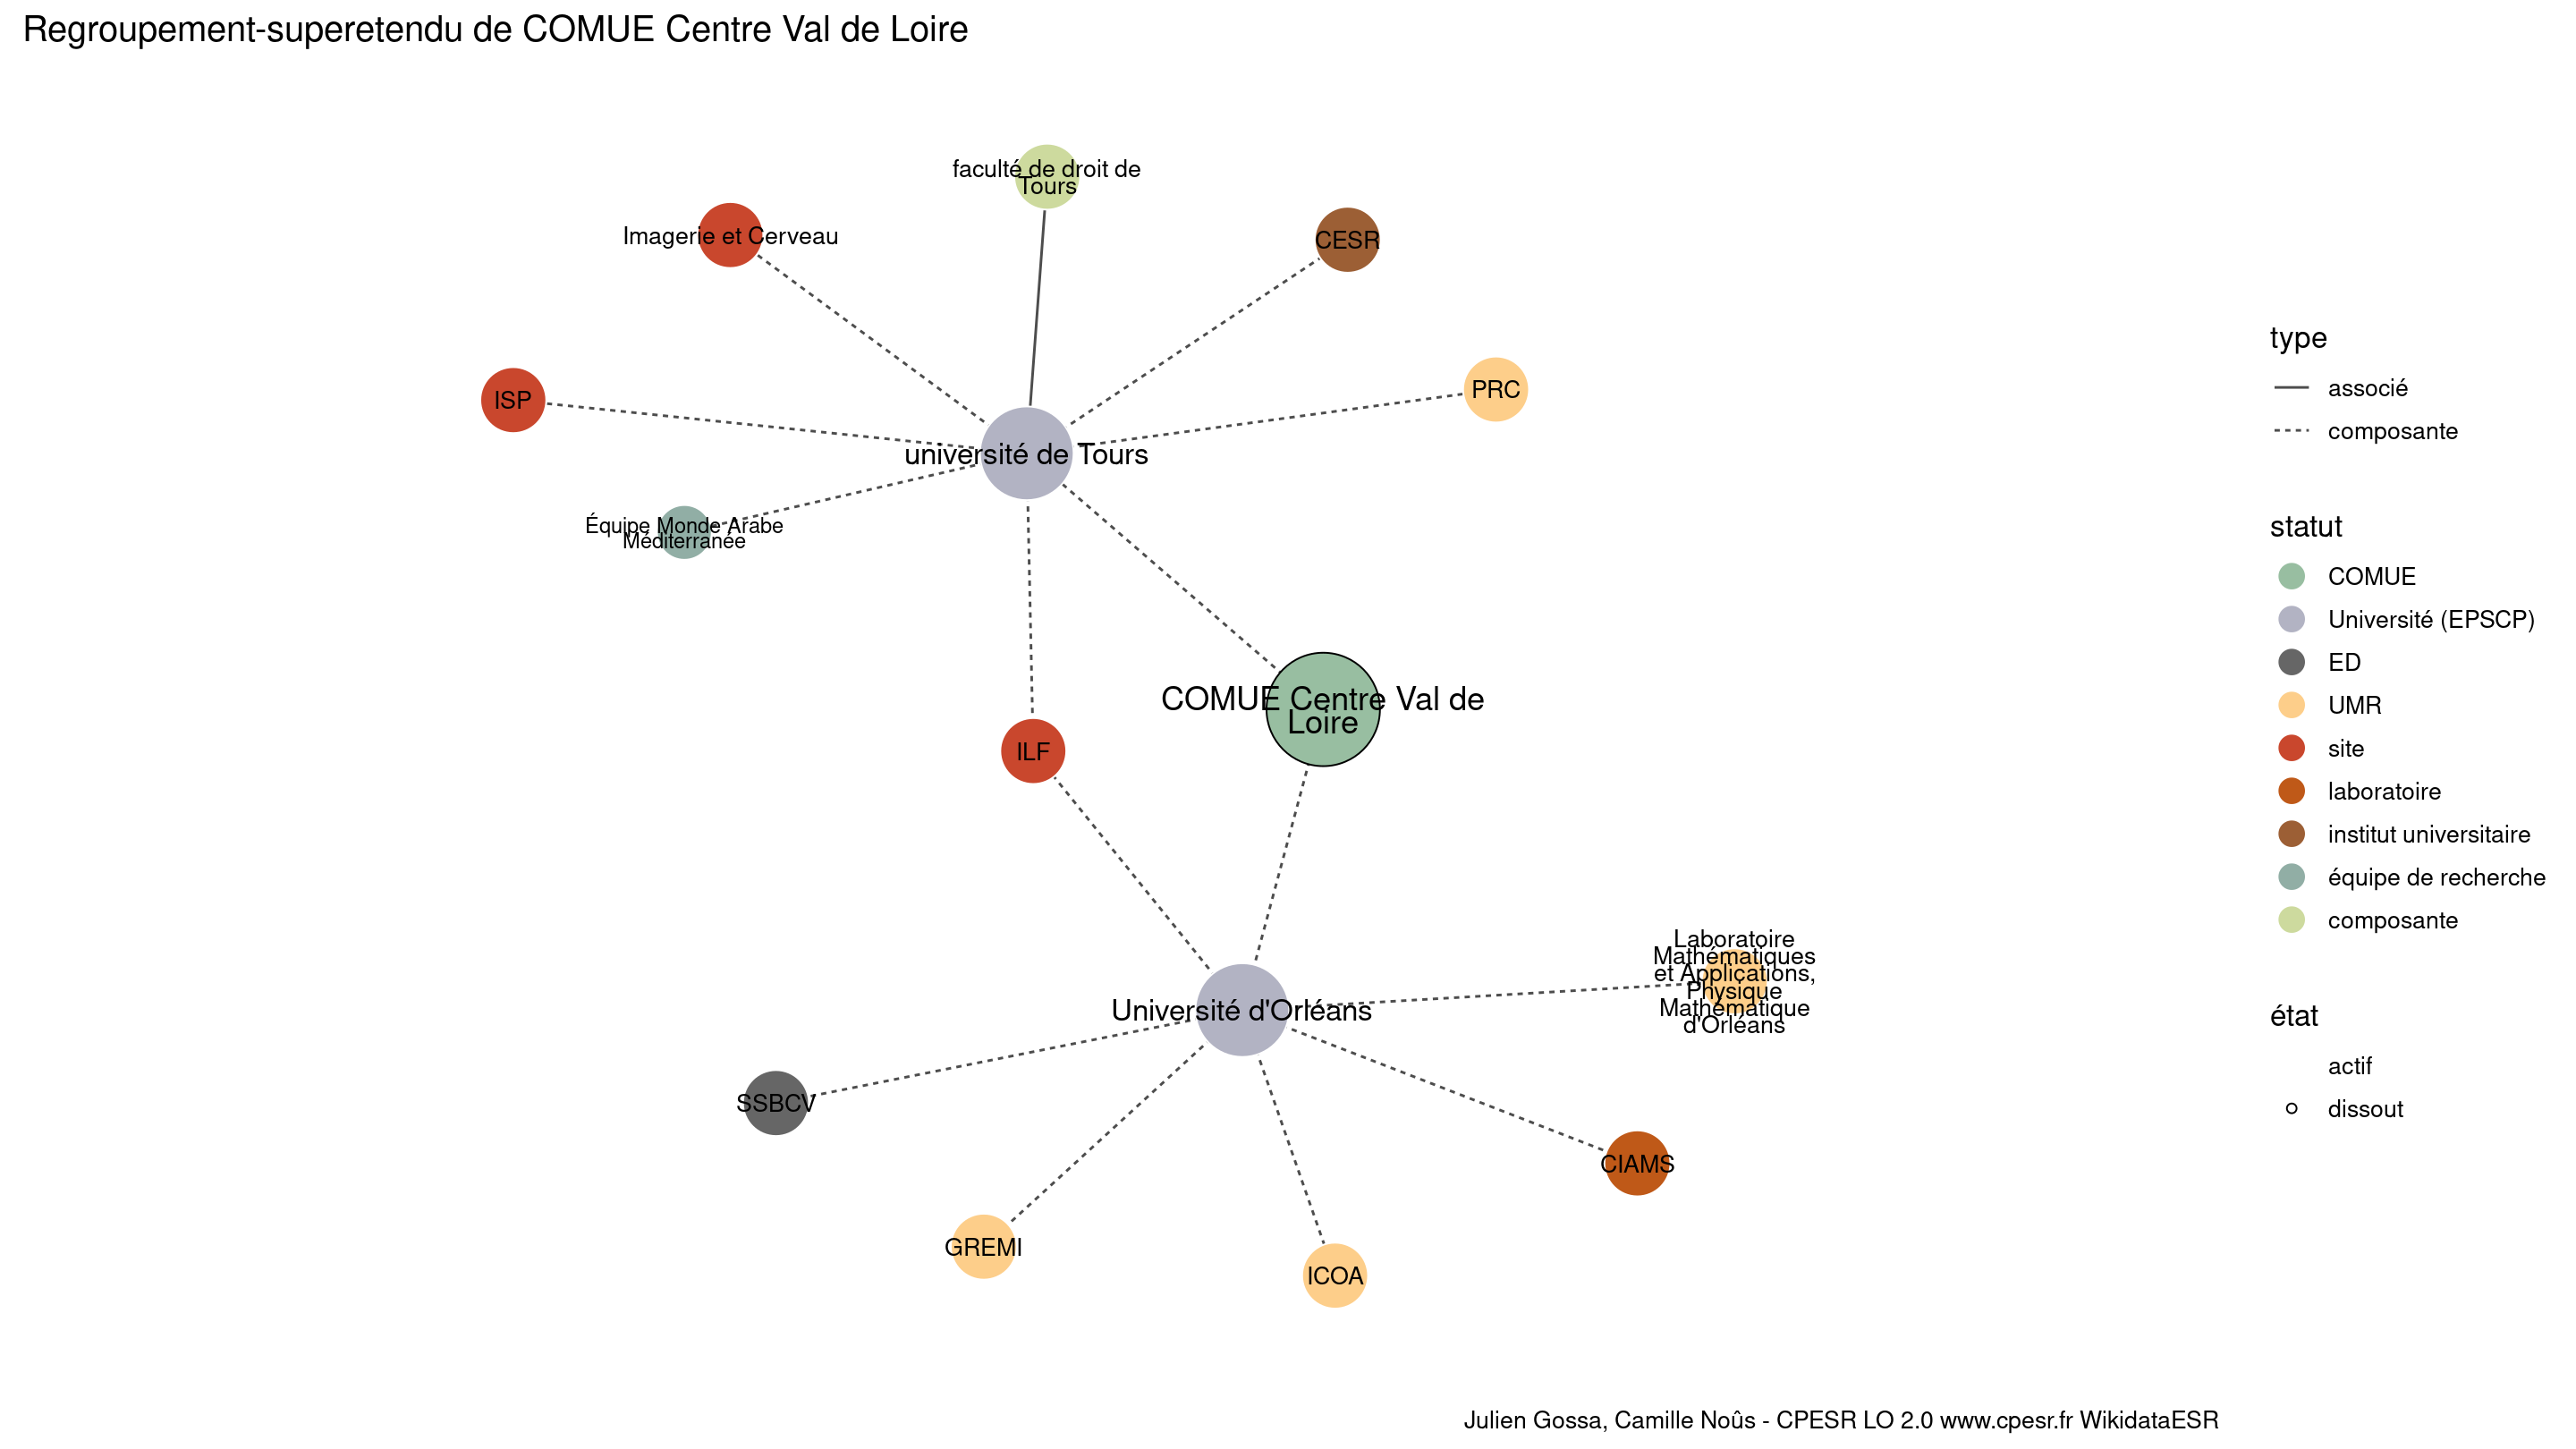 Regroupement-superetendu de COMUE Centre Val de Loire
faculté de droit de
Tours
Imagerie et Cerveau
CESR
PRC
ISP
université de Tours
Équipe Monde Arabe
Méditerranée
COMUE Centre Val de
Loire
ILF
Université d'Orléans
Laboratoire
Mathématiques
et Applications,
Physique
Mathématique
d'Orléans
SSBCV
CIAMS
GREMI
ICOA
type
associé
composante
statut
COMUE
Université (EPSCP)
ED
UMR
site
laboratoire
institut universitaire
équipe de recherche
composante
état
actif
dissout
Julien Gossa, Camille Noûs - CPESR LO 2.0 www.cpesr.fr WikidataESR